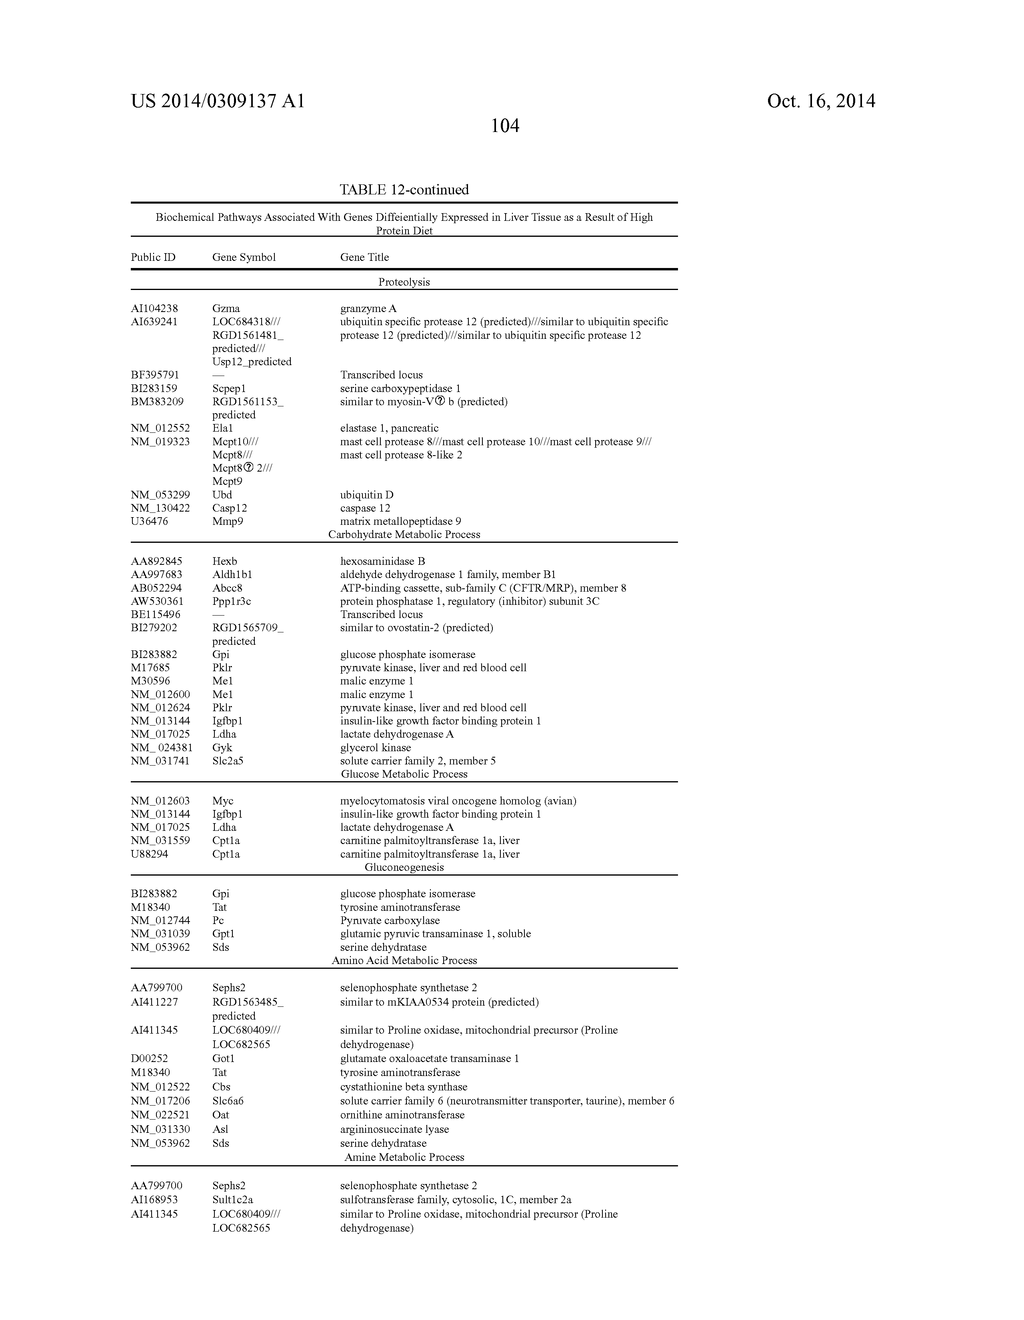 US 2014/0309137 A1 Oct. 16, 2014
104
TABLE 12-continued
Biochemical Pathways Associated With Genes Diffeientially Expressed in Liver Tissue as a Result of High
Protein Diet
Public ID Gene Symbol Gene Title
Proteolysis
AI104238 Gzma granzyme A
AI639241 LOC684318/// ubiquitin specific protease 12 (predicted)///similar to ubiquitin specific
RGD1561481_ protease 12 (predicted)///similar to ubiquitin specific protease 12
predicted///
Usp12_predicted
BF395791 — Transcribed locus
BI283159 Scpep1 serine carboxypeptidase 1
BM383209 RGD1561153_ similar to myosin-V⍰ b (predicted)
predicted
NM_012552 Ela1 elastase 1, pancreatic
NM_019323 Mcpt10/// mast cell protease 8///mast cell protease 10///mast cell protease 9///
Mcpt8/// mast cell protease 8-like 2
Mcpt8⍰ 2///
Mcpt9
NM_053299 Ubd ubiquitin D
NM_130422 Casp12 caspase 12
U36476 Mmp9 matrix metallopeptidase 9
Carbohydrate Metabolic Process
AA892845 Hexb hexosaminidase B
AA997683 Aldh1b1 aldehyde dehydrogenase 1 family, member B1
AB052294 Abcc8 ATP-binding cassette, sub-family C (CFTR/MRP), member 8
AW530361 Ppp1r3c protein phosphatase 1, regulatory (inhibitor) subunit 3C
BE115496 — Transcribed locus
BI279202 RGD1565709_ similar to ovostatin-2 (predicted)
predicted
BI283882 Gpi glucose phosphate isomerase
M17685 Pklr pyruvate kinase, liver and red blood cell
M30596 Me1 malic enzyme 1
NM_012600 Me1 malic enzyme 1
NM_012624 Pklr pyruvate kinase, liver and red blood cell
NM_013144 Igfbp1 insulin-like growth factor binding protein 1
NM_017025 Ldha lactate dehydrogenase A
NM_ 024381 Gyk glycerol kinase
NM_031741 Slc2a5 solute carrier family 2, member 5
Glucose Metabolic Process
NM_012603 Myc myelocytomatosis viral oncogene homolog (avian)
NM_013144 Igfbp1 insulin-like growth factor binding protein 1
NM_017025 Ldha lactate dehydrogenase A
NM_031559 Cpt1a carnitine palmitoyltransferase 1a, liver
U88294 Cpt1a carnitine palmitoyltransferase 1a, liver
Gluconeogenesis
BI283882 Gpi glucose phosphate isomerase
M18340 Tat tyrosine aminotransferase
NM_012744 Pc Pyruvate carboxylase
NM_031039 Gpt1 glutamic pyruvic transaminase 1, soluble
NM_053962 Sds serine dehydratase
Amino Acid Metabolic Process
AA799700 Sephs2 selenophosphate synthetase 2
AI411227 RGD1563485_ similar to mKIAA0534 protein (predicted)
predicted
AI411345 LOC680409/// similar to Proline oxidase, mitochondrial precursor (Proline
LOC682565 dehydrogenase)
D00252 Got1 glutamate oxaloacetate transaminase 1
M18340 Tat tyrosine aminotransferase
NM_012522 Cbs cystathionine beta synthase
NM_017206 Slc6a6 solute carrier family 6 (neurotransmitter transporter, taurine), member 6
NM_022521 Oat ornithine aminotransferase
NM_031330 Asl argininosuccinate lyase
NM_053962 Sds serine dehydratase
Amine Metabolic Process
AA799700 Sephs2 selenophosphate synthetase 2
AI168953 Sult1c2a sulfotransferase family, cytosolic, 1C, member 2a
AI411345 LOC680409/// similar to Proline oxidase, mitochondrial precursor (Proline
LOC682565 dehydrogenase)